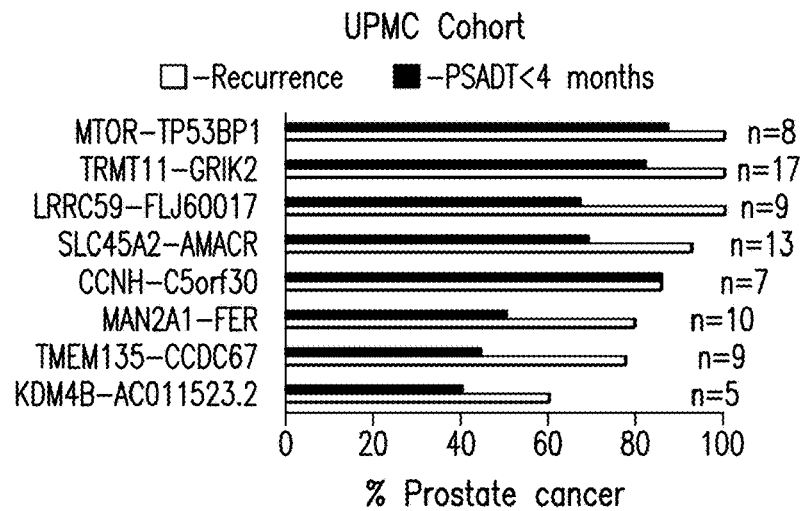 UPMC Cohort
-Recurrence -PSADT<4 months
MTOR-TP53BP1 n=8
TRMT11-GRIK2 n=17
LRRC59-FLJ60017 n=9
SLC45A2-AMACR n=13
CCNH-C5orf30 n=7
MAN2A1-FER n=10
TMEM135-CCDC67 n=9
KDM4B-AC011523.2 n=5
0 20 40 60 80 100
% Prostate cancer